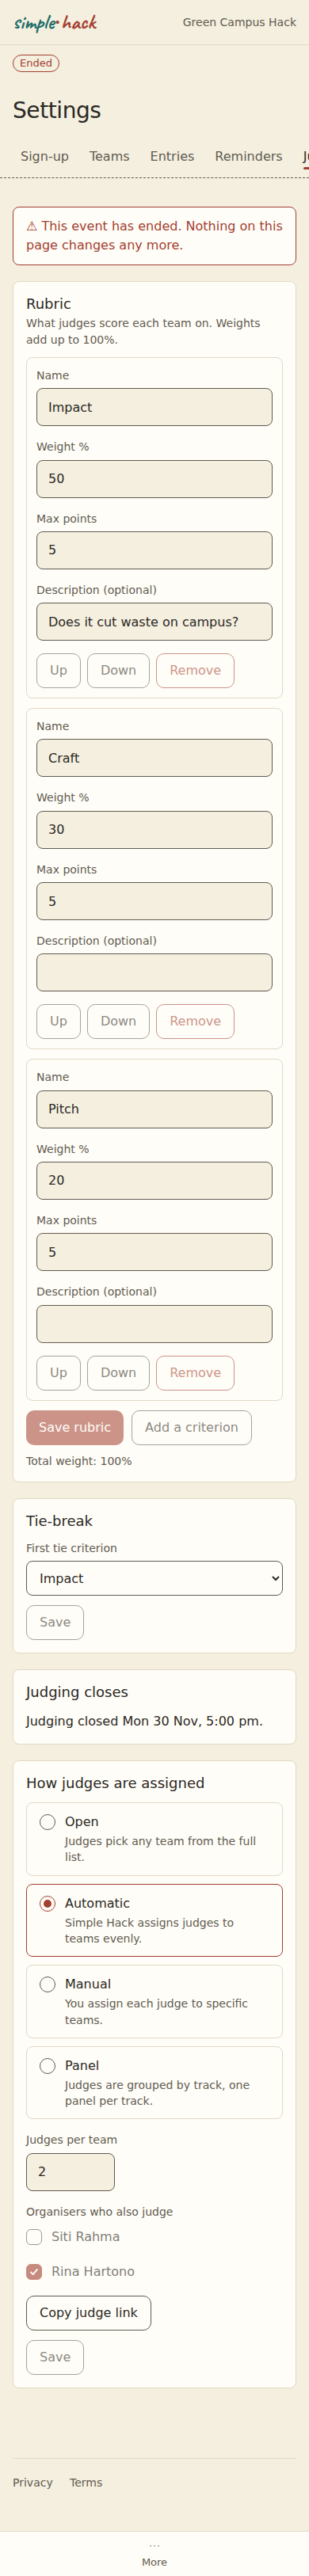 simple hack
Green Campus Hack
Ended
Settings
Sign-up Teams Entries Reminders
⚠ This event has ended. Nothing on this
page changes any more.
Rubric
What judges score each team on. Weights
add up to 100%.
Name
Impact
Weight %
50
Max points
5
Description (optional)
Does it cut waste on campus?
Up Down Remove
Name
Craft
Weight %
30
Max points
5
Description (optional)
Up Down Remove
Name
Pitch
Weight %
20
Max points
5
Description (optional)
Up Down Remove
Save rubric Add a criterion
Total weight: 100%
Tie-break
First tie criterion
Impact
Save
Judging closes
Judging closed Mon 30 Nov, 5:00 pm.
How judges are assigned
Open
Judges pick any team from the full
list.
Automatic
Simple Hack assigns judges to
teams evenly.
Manual
You assign each judge to specific
teams.
Panel
Judges are grouped by track, one
panel per track.
Judges per team
2
Organisers who also judge
Siti Rahma
Rina Hartono
Copy judge link
Save
Privacy Terms
...
More